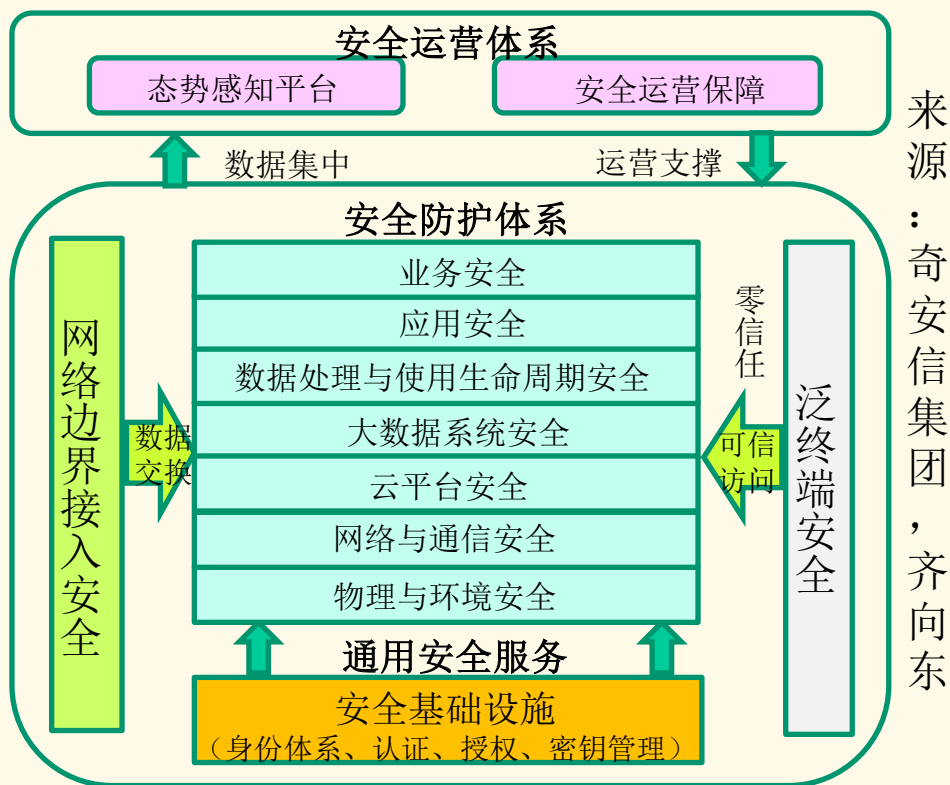 安全运营体系
态势感知平台
安全运营保障
数据集中
运营支撑
安全防护体系
网络边界接入安全
数据
交换
业务安全
应用安全
数据处理与使用生命周期安全
大数据系统安全
云平台安全
网络与通信安全
物理与环境安全
零信任
可信
访问
泛终端安全
通用安全服务
安全基础设施
（身份体系、认证、授权、密钥管理）
来源：奇安信集团，齐向东